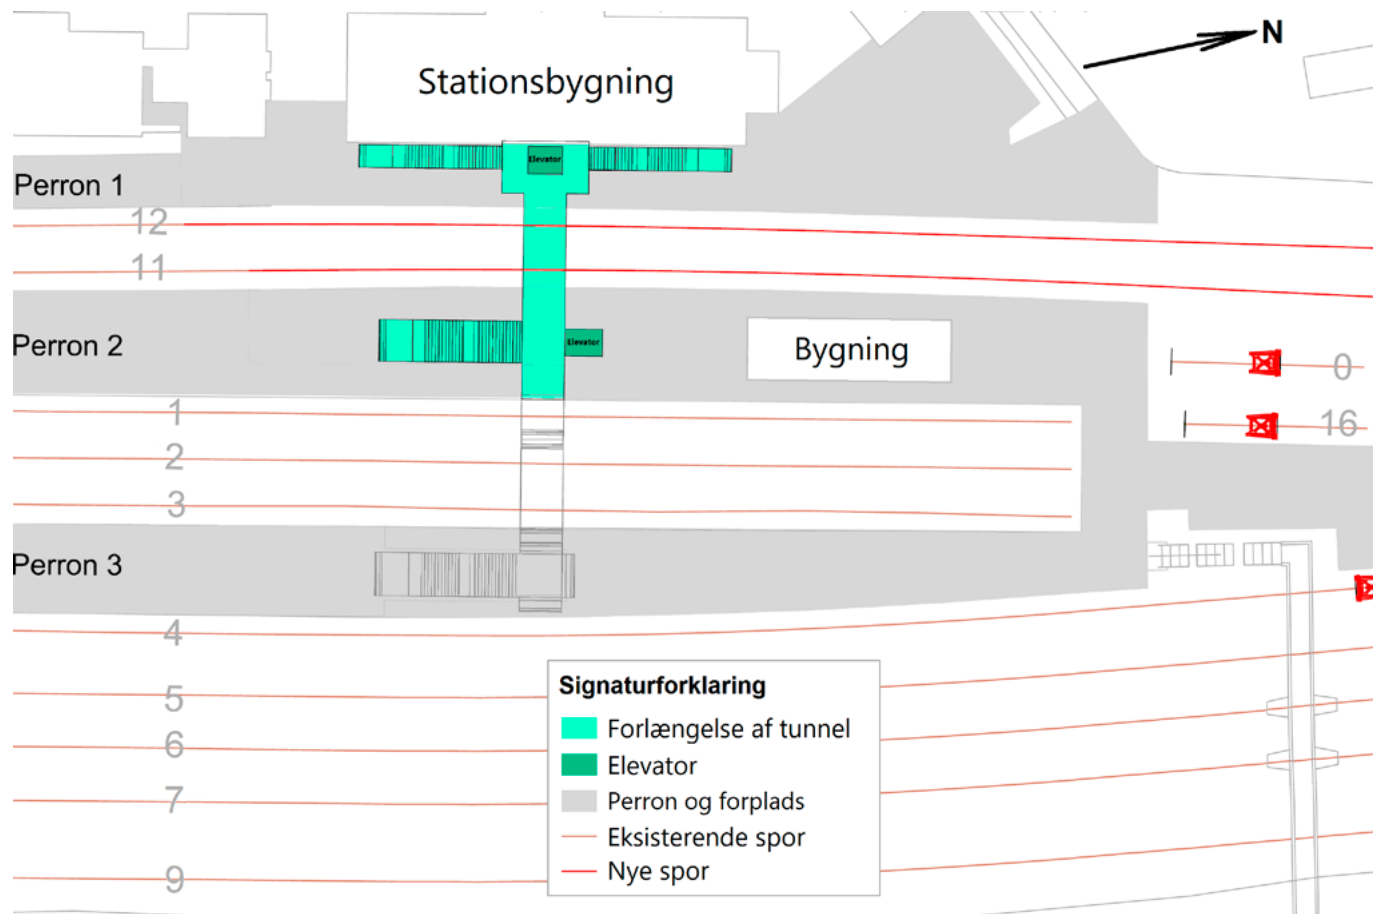 N
Stationsbygning
Elevator
Perron 1
12
11
Elevator
Perron 2
Bygning
0
1
16
2
3
Perron 3
4
5
6
7
9
Signaturforklaring
Forlængelse af tunnel
Elevator
Perron og forplads
Eksisterende spor
Nye spor